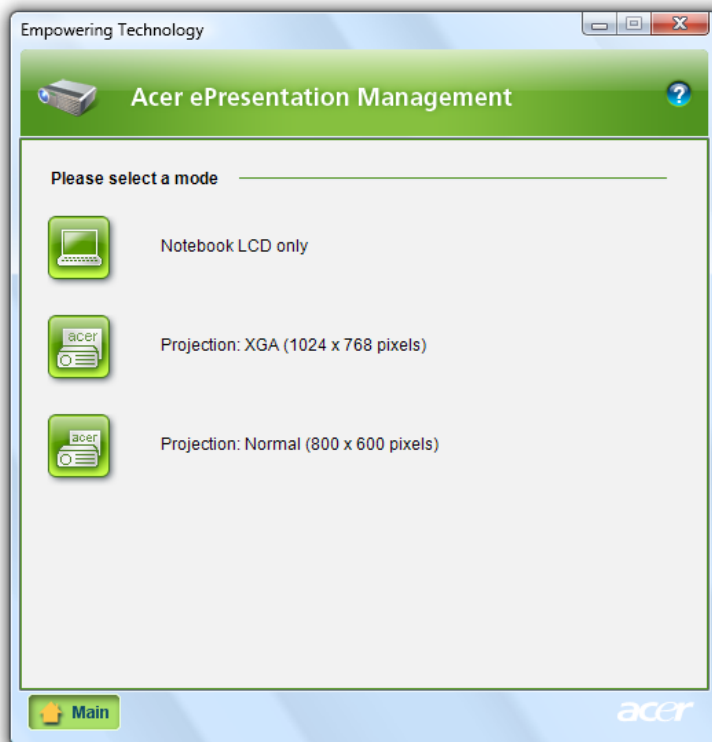 Empowering Technology
Acer ePresentation Management
?
Please select a mode
Notebook LCD only
acer
Projection: XGA (1024 x 768 pixels)
acer
Projection: Normal (800 x 600 pixels)
Main
acer